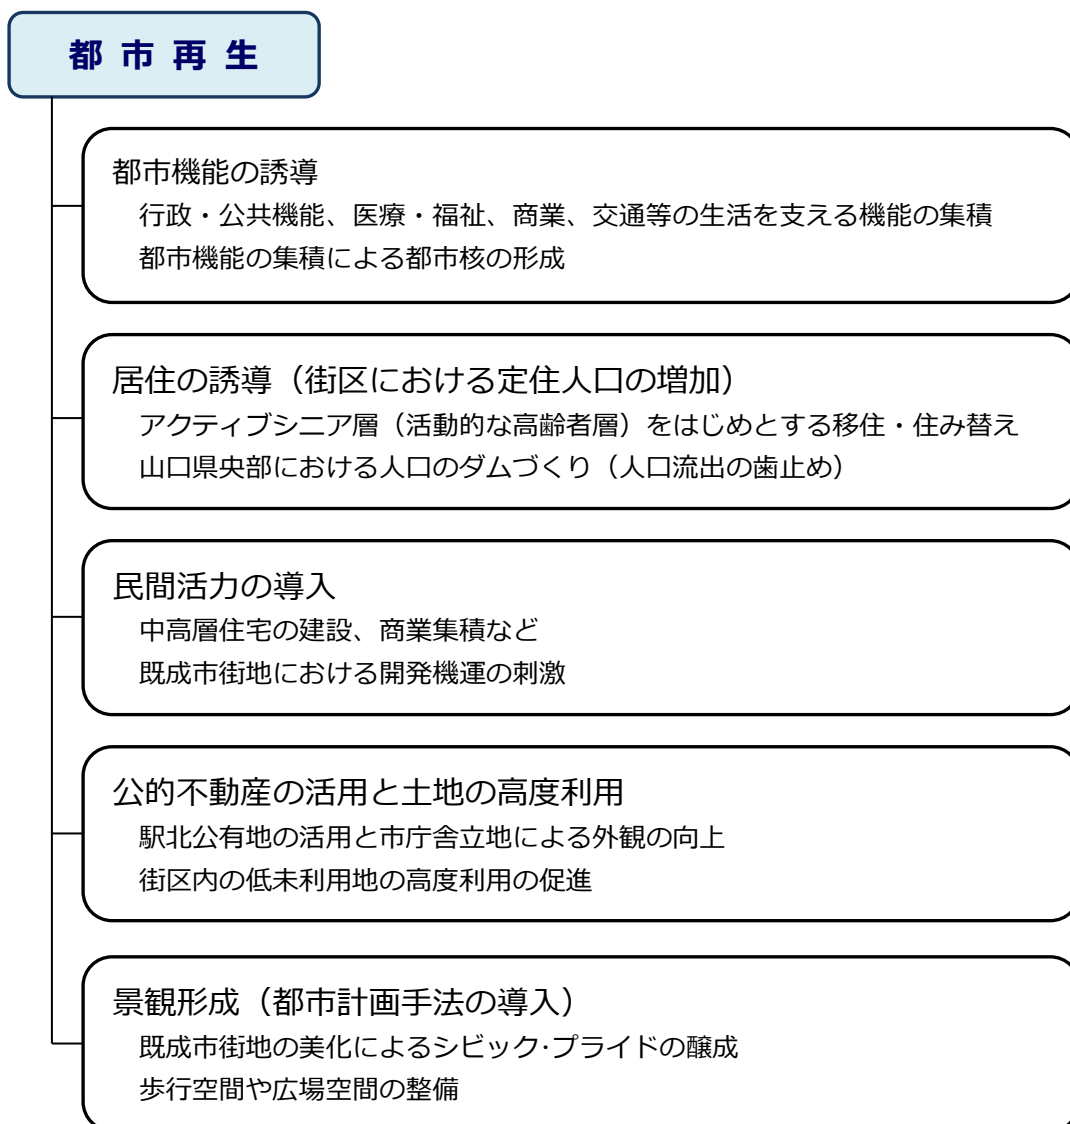 都市再生
都市機能の誘導
行政・公共機能、医療・福祉、商業、交通等の生活を支える機能の集積
都市機能の集積による都市核の形成
居住の誘導（街区における定住人口の増加）
アクティブシニア層（活動的な高齢者層）をはじめとする移住・住み替え
山口県央部における人口のダムづくり（人口流出の歯止め）
民間活力の導入
中高層住宅の建設、商業集積など
既成市街地における開発機運の刺激
公的不動産の活用と土地の高度利用
駅北公有地の活用と市庁舎立地による外観の向上
街区内の低未利用地の高度利用の促進
景観形成（都市計画手法の導入）
既成市街地の美化によるシビック･プライドの醸成
歩行空間や広場空間の整備